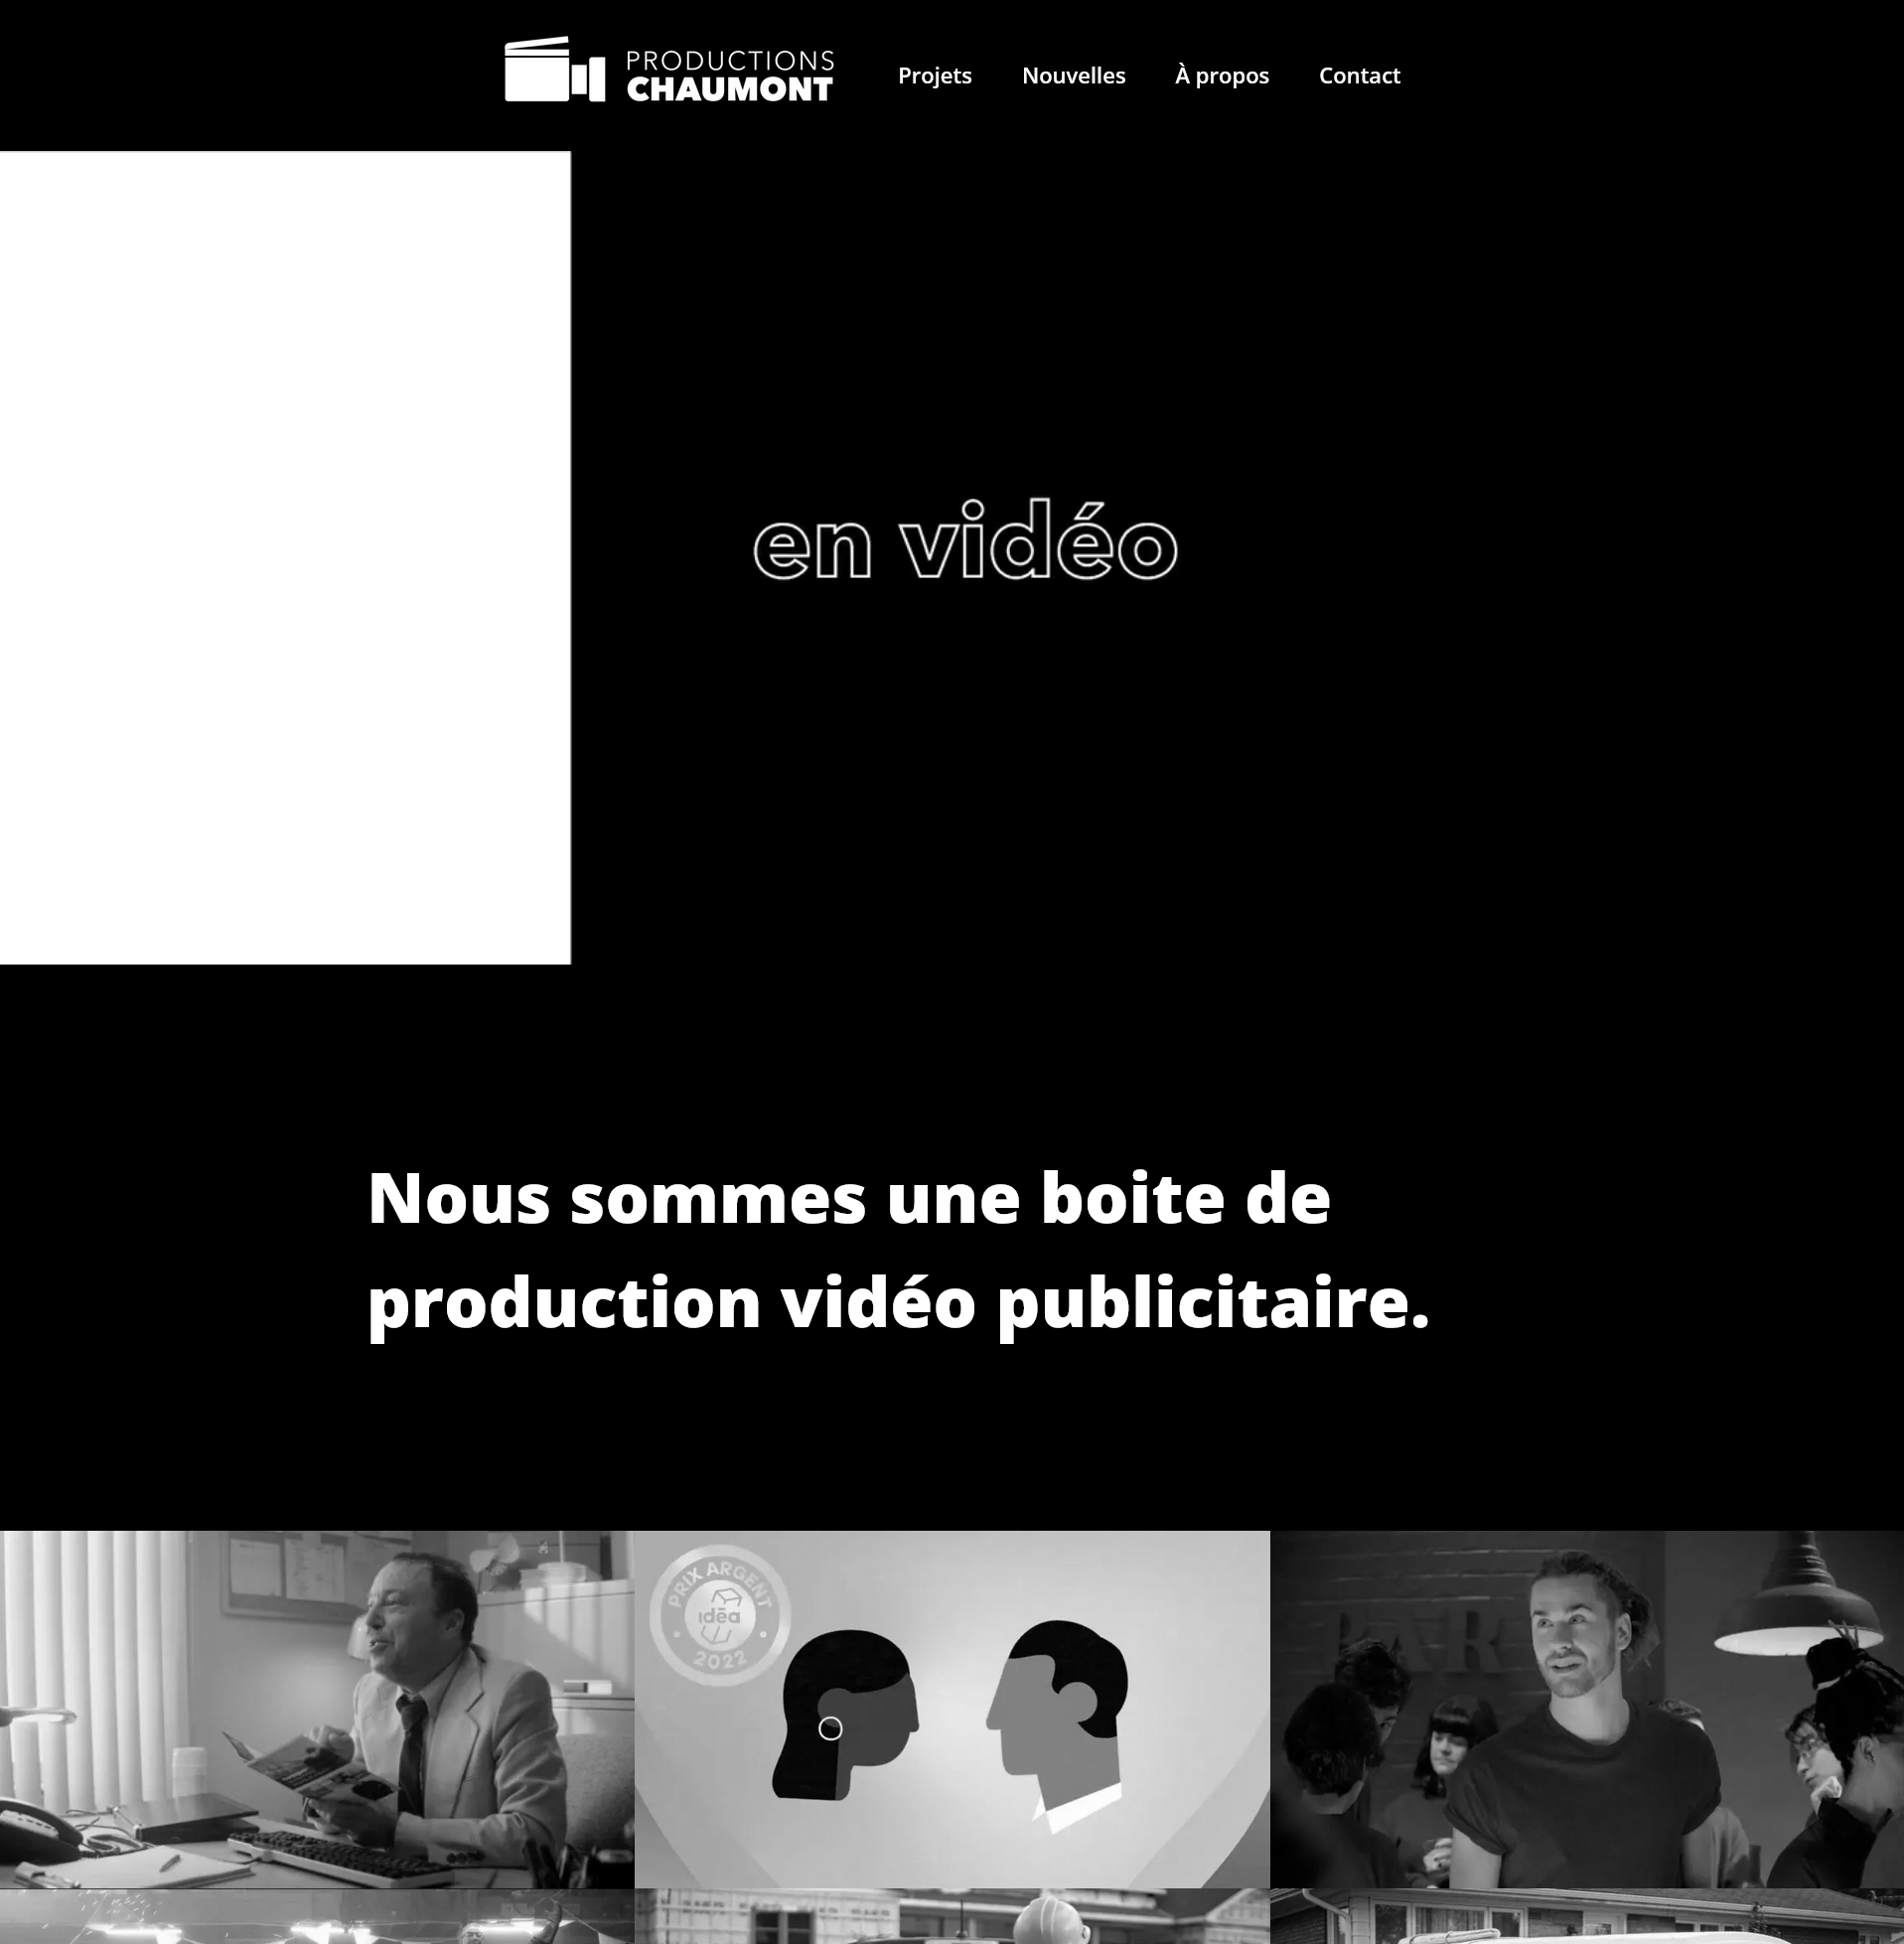 PRODUCTIONS
CHAUMONT
Projets
Nouvelles
À propos
Contact
en vidéo
Nous sommes une boite de
production vidéo publicitaire.
PRIX ARGENT
idéa
2022